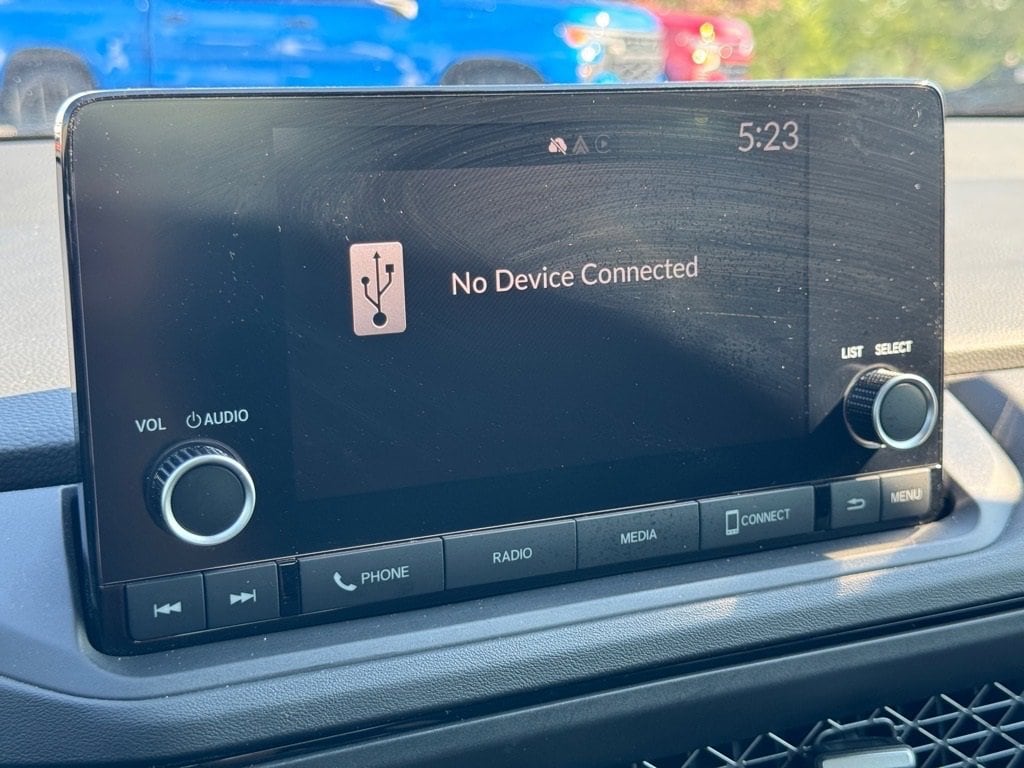 5:23
No Device Connected
LIST SELECT
VOL AUDIO
PHONE
RADIO
MEDIA
CONNECT
MENU